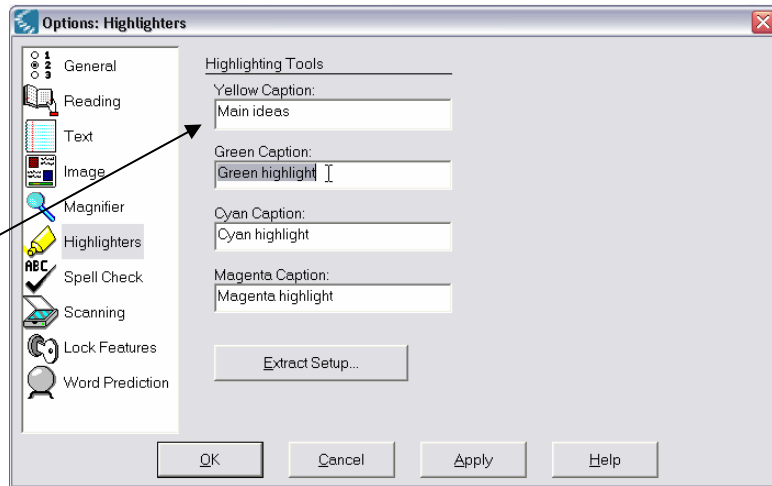 Options: Highlighters
General
Reading
Text
Image
Magnifier
Highlighters
ABC
Spell Check
Scanning
Lock Features
Word Prediction
Highlighting Tools
Yellow Caption:
Main ideas
Green Caption:
Green highlight
Cyan Caption:
Cyan highlight
Magenta Caption:
Magenta highlight
Extract Setup...
OK
Cancel
Apply
Help